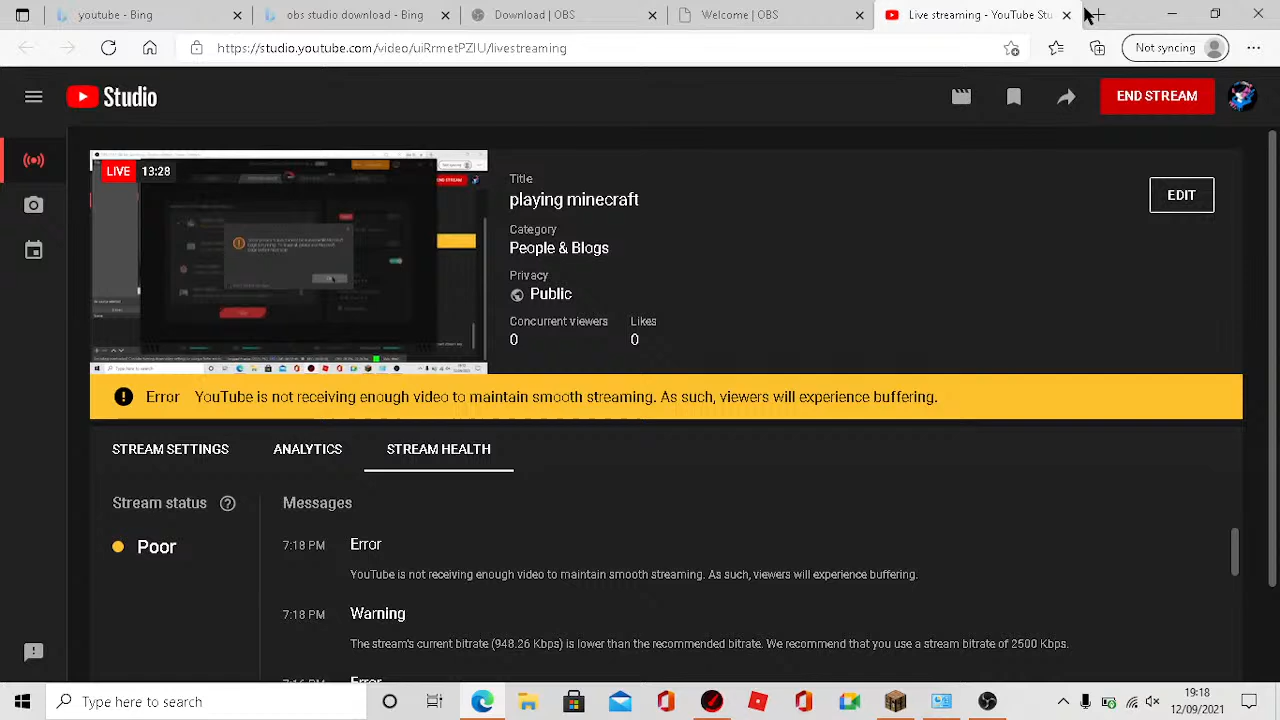 youtube - Bing
obs studio download - Bing
Download | OBS
Welcome | OBS
Live streaming - YouTube Stu
https://studio.youtube.com/video/uiRrmetPZlU/livestreaming
Not syncing
Studio
END STREAM
LIVE 13:28
Title
playing minecraft
EDIT
Category
People & Blogs
Privacy
Public
Concurrent viewers Likes
0 0
Error YouTube is not receiving enough video to maintain smooth streaming. As such, viewers will experience buffering.
STREAM SETTINGS ANALYTICS STREAM HEALTH
Stream status Messages
Poor
7:18 PM Error
YouTube is not receiving enough video to maintain smooth streaming. As such, viewers will experience buffering.
7:18 PM Warning
The stream's current bitrate (948.26 Kbps) is lower than the recommended bitrate. We recommend that you use a stream bitrate of 2500 Kbps.
Type here to search
19:18
12/09/2021